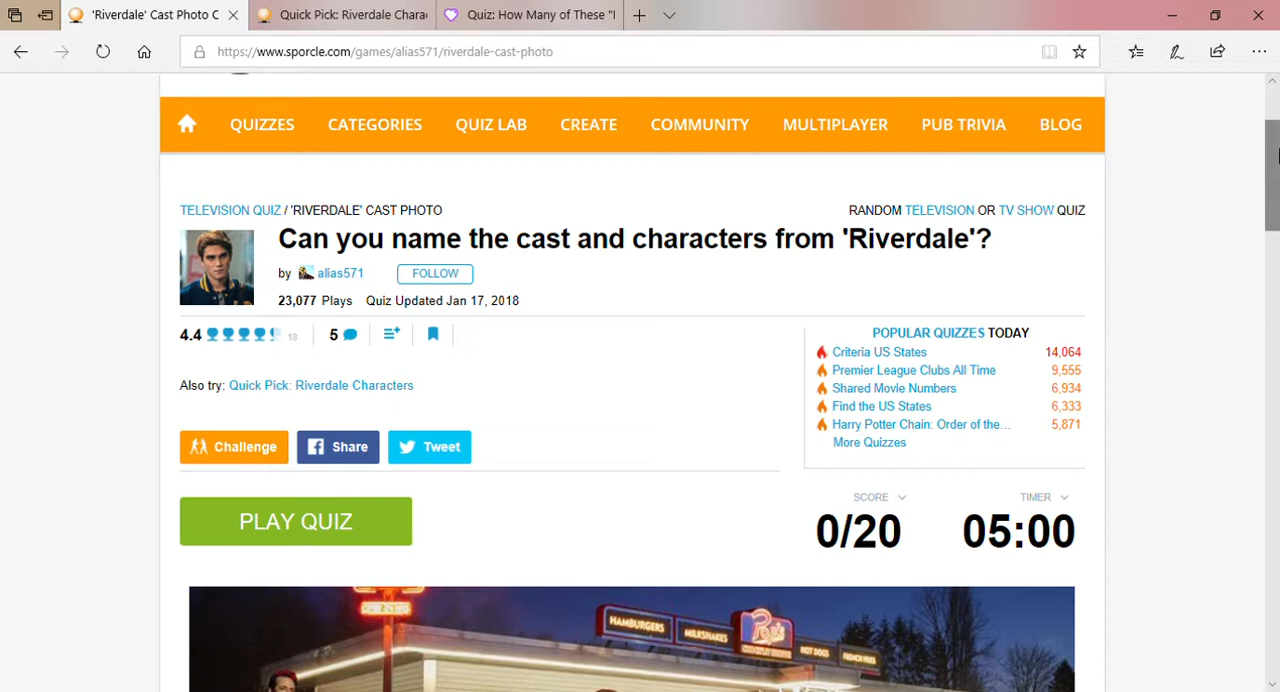 'Riverdale' Cast Photo C
Quick Pick: Riverdale Chara
Quiz: How Many of These "I
https://www.sporcle.com/games/alias571/riverdale-cast-photo
QUIZZES CATEGORIES QUIZ LAB CREATE COMMUNITY MULTIPLAYER PUB TRIVIA BLOG
TELEVISION QUIZ / 'RIVERDALE' CAST PHOTO
RANDOM TELEVISION OR TV SHOW QUIZ
Can you name the cast and characters from 'Riverdale'?
by alias571 FOLLOW
23,077 Plays Quiz Updated Jan 17, 2018
4.4 18 5
Also try: Quick Pick: Riverdale Characters
POPULAR QUIZZES TODAY
Criteria US States 14,064
Premier League Clubs All Time 9,555
Shared Movie Numbers 6,934
Find the US States 6,333
Harry Potter Chain: Order of the... 5,871
More Quizzes
Challenge Share Tweet
PLAY QUIZ
SCORE TIMER
0/20 05:00
HAMBURGERS MILKSHAKES Pop's HOT DOGS FRENCH FRIES